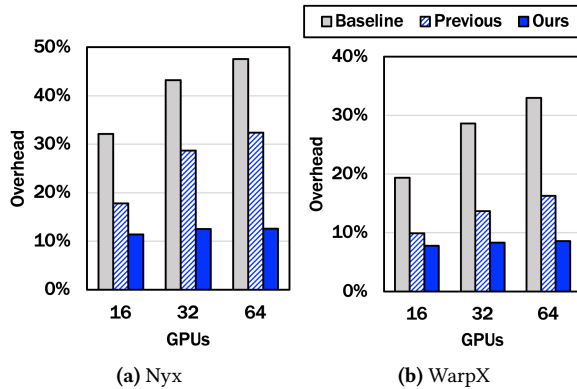 Baseline Previous Ours
50%
40%
30%
20%
10%
0%
Overhead
16 32 64
GPUs
(a) Nyx
40%
30%
20%
10%
0%
Overhead
16 32 64
GPUs
(b) WarpX